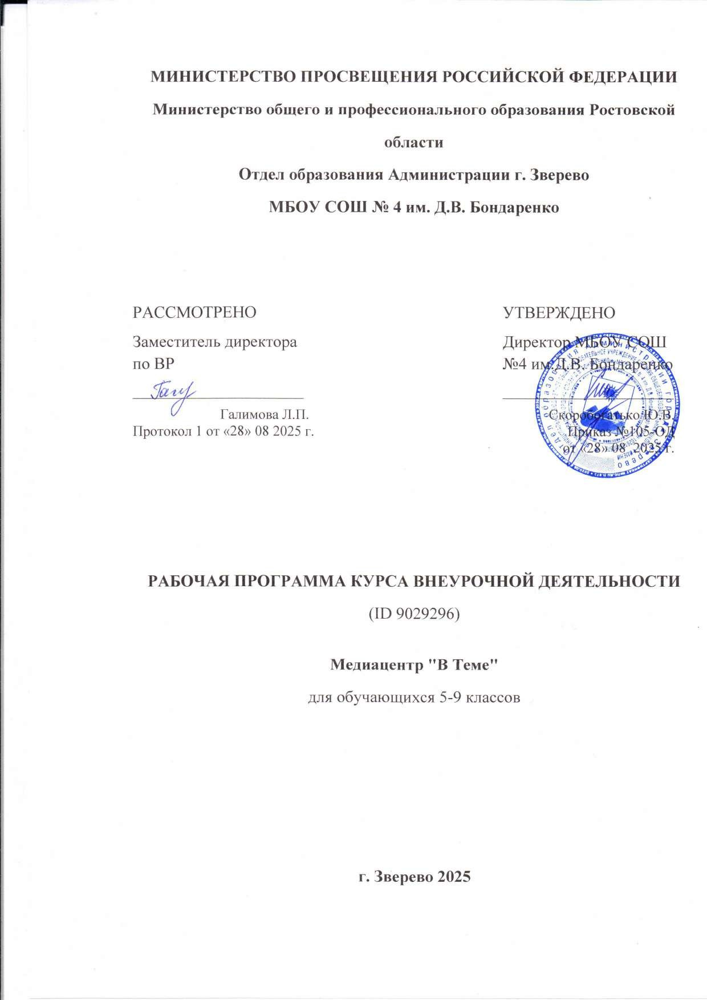 МИНИСТЕРСТВО ПРОСВЕЩЕНИЯ РОССИЙСКОЙ ФЕДЕРАЦИИ
Министерство общего и профессионального образования Ростовской
области
Отдел образования Администрации г. Зверево
МБОУ СОШ № 4 им. Д.В. Бондаренко
РАССМОТРЕНО
Заместитель директора
по ВР
Галимова Л.П.
Протокол 1 от «28» 08 2025 г.
УТВЕРЖДЕНО
Директор МБОУ СОШ
№4 им.Д.В. Бондаренко
Скоробогатько Ю.В.
Приказ №105-ОД
от «28» 08 2025 г.
РАБОЧАЯ ПРОГРАММА КУРСА ВНЕУРОЧНОЙ ДЕЯТЕЛЬНОСТИ
(ID 9029296)
Медиацентр "В Теме"
для обучающихся 5-9 классов
г. Зверево 2025